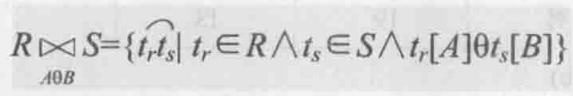 R⋈S={t_r⌢t_s| t_r∈R∧t_s∈S∧t_r[A]θt_s[B]}
AθB